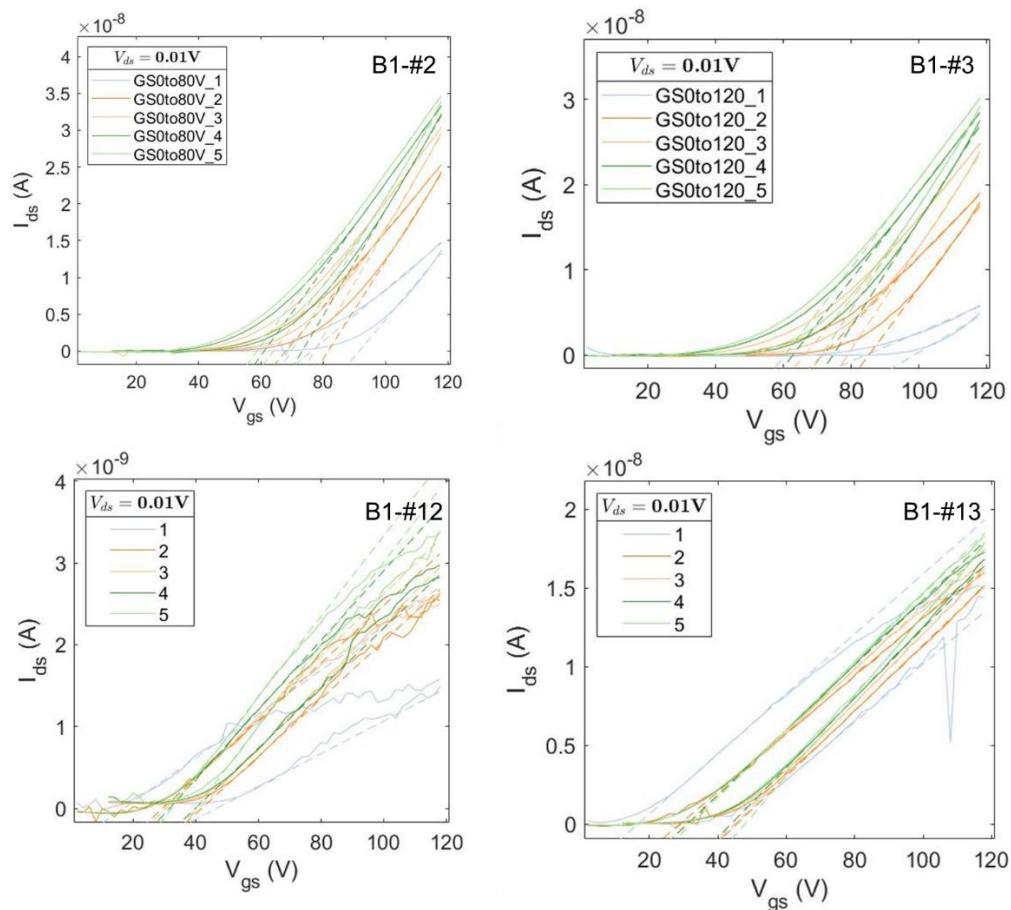 ×10⁻⁸
B1-#2
V_ds = 0.01V
GS0to80V_1
GS0to80V_2
GS0to80V_3
GS0to80V_4
GS0to80V_5
4
3.5
3
2.5
2
1.5
1
0.5
0
I_ds (A)
20 40 60 80 100 120
V_gs (V)
×10⁻⁸
B1-#3
V_ds = 0.01V
GS0to120_1
GS0to120_2
GS0to120_3
GS0to120_4
GS0to120_5
3
2
1
0
I_ds (A)
20 40 60 80 100 120
V_gs (V)
×10⁻⁹
B1-#12
V_ds = 0.01V
1
2
3
4
5
4
3
2
1
0
I_ds (A)
20 40 60 80 100 120
V_gs (V)
×10⁻⁸
B1-#13
V_ds = 0.01V
1
2
3
4
5
2
1.5
1
0.5
0
I_ds (A)
20 40 60 80 100 120
V_gs (V)